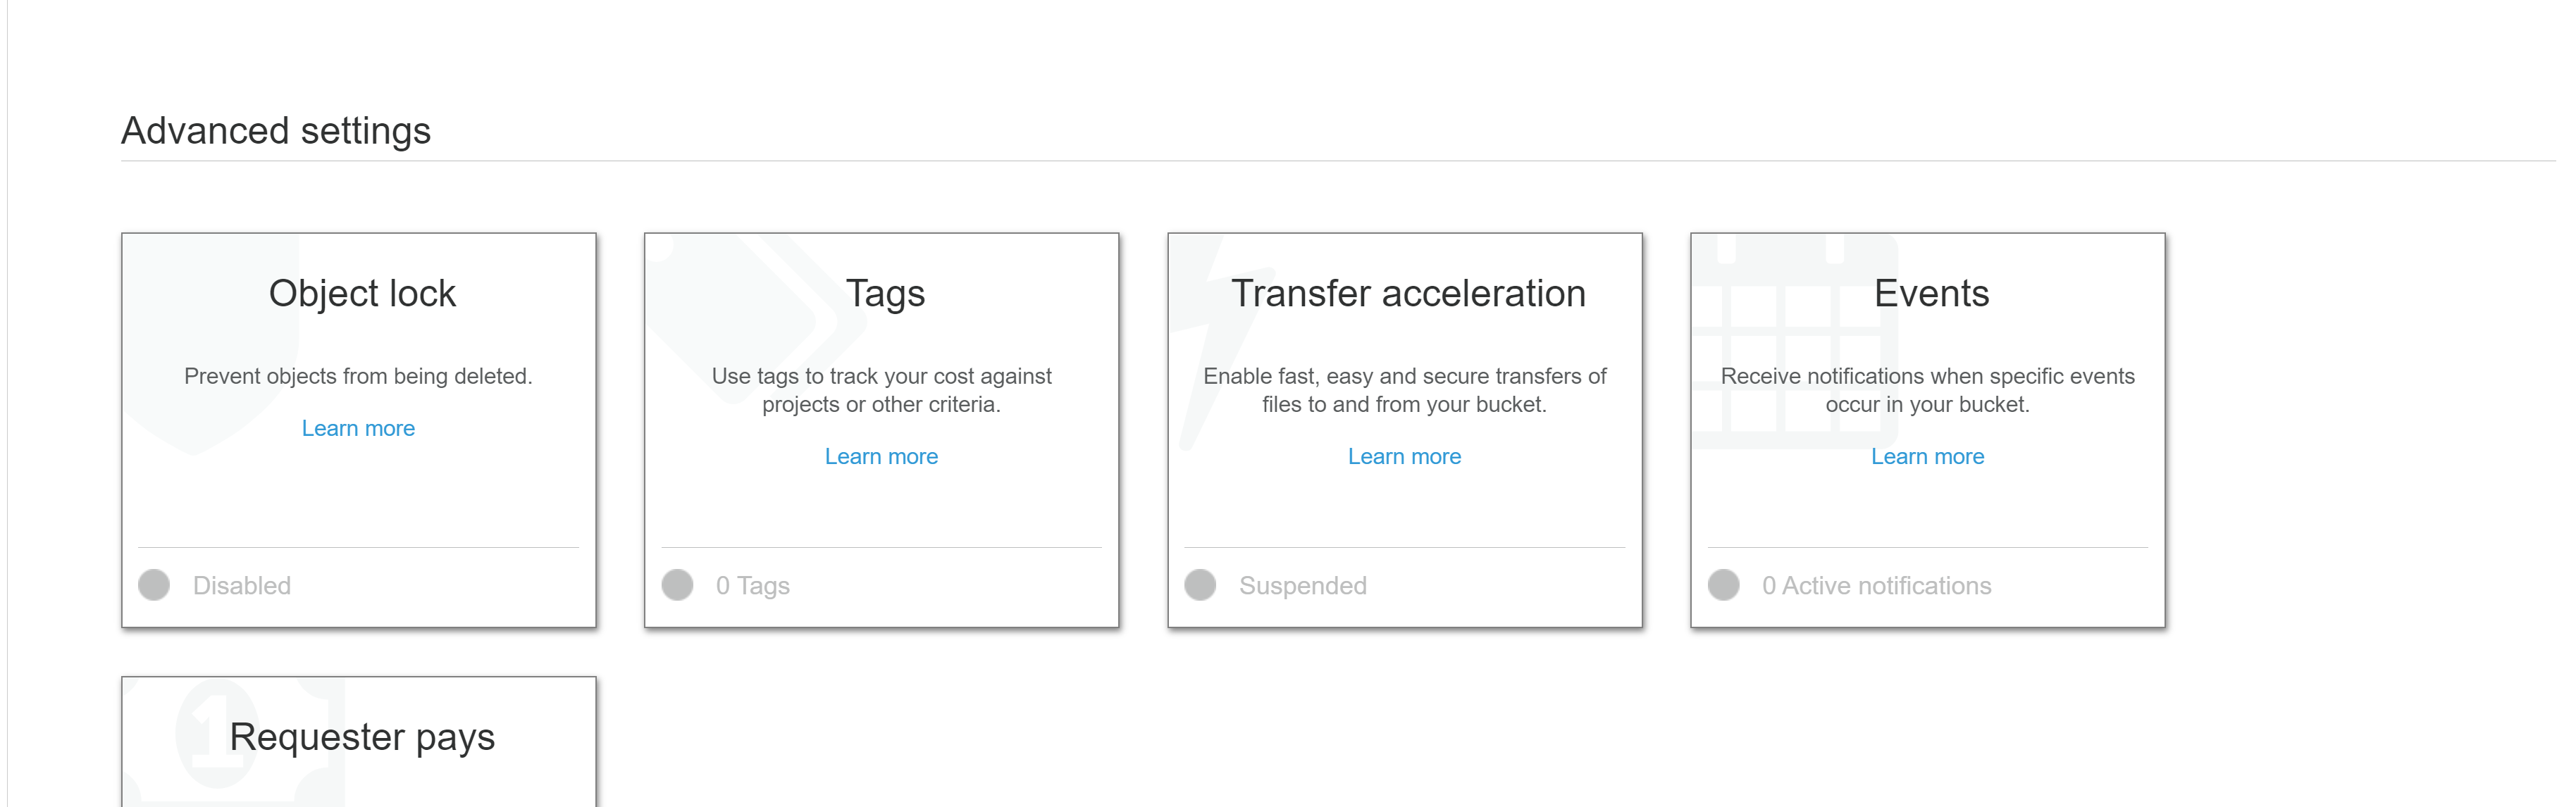 Advanced settings
Object lock
Prevent objects from being deleted.
Learn more
Disabled
Tags
Use tags to track your cost against
projects or other criteria.
Learn more
0 Tags
Transfer acceleration
Enable fast, easy and secure transfers of
files to and from your bucket.
Learn more
Suspended
Events
Receive notifications when specific events
occur in your bucket.
Learn more
0 Active notifications
1
Requester pays